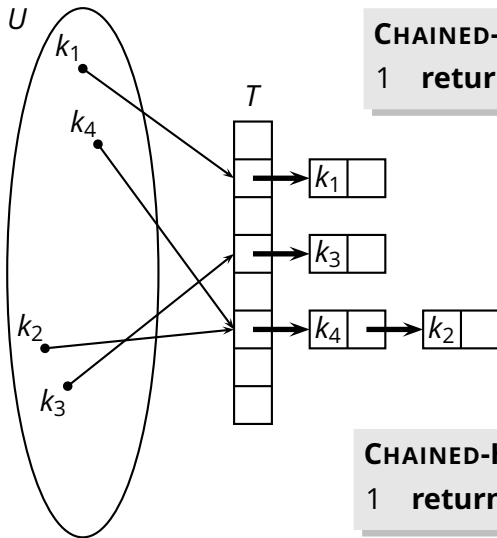 U
CHAINED-
1 retur
k1
T
k4
k1
k3
k2
k4 k2
k3
CHAINED-
1 return